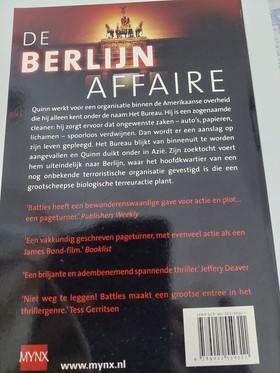 DE
BERLIJN
AFFAIRE
Quinn werkt voor een organisatie binnen de Amerikaanse overheid
die hij alleen kent onder de naam Het Bureau. Hij is een zogenaamde
cleaner: hij zorgt ervoor dat ongewenste zaken – auto's, papieren,
lichamen – spoorloos verdwijnen. Dan wordt er een aanslag op
zijn leven gepleegd. Het Bureau blijkt van binnenuit te worden
aangevallen en Quinn duikt onder in Azië. Zijn zoektocht voert
hem uiteindelijk naar Berlijn, waar het hoofdkwartier van een
nog onbekende terroristische organisatie gevestigd is die een
grootscheepse biologische terreuractie plant.
'Battles heeft een bewonderenswaardige gave voor actie en plot...
een pageturner.' Publishers Weekly
'Een vakkundig geschreven pageturner, met evenveel actie als een
James Bond-film.' Booklist
'Een briljante en adembenemend spannende thriller.' Jeffery Deaver
'Niet weg te leggen! Battles maakt een grootse entree in het
thrillergenre.' Tess Gerritsen
MYNX
www.mynx.nl